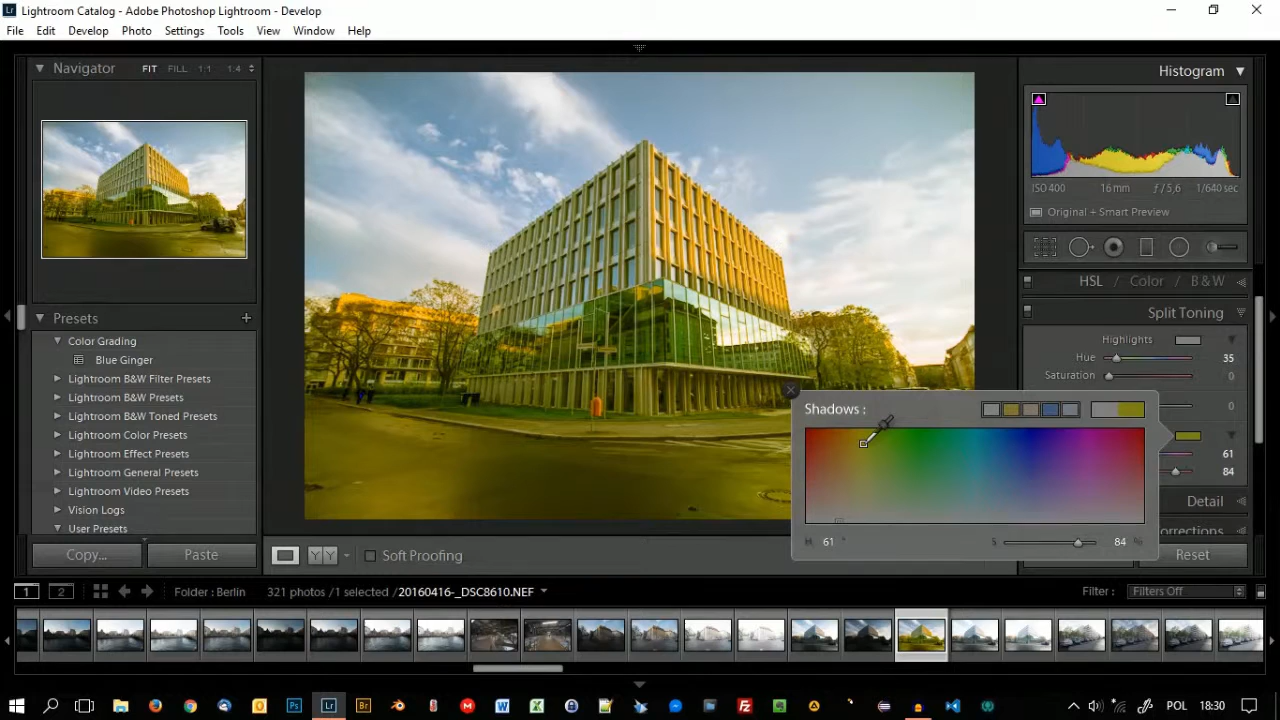 Lightroom Catalog - Adobe Photoshop Lightroom - Develop
File Edit Develop Photo Settings Tools Library View Window Help
Navigator FIT FILL 1:1 1:4
Histogram
ISO 400 16 mm ƒ / 5,6 1/640 sec
Original + Smart Preview
HSL / Color / B&W
Split Toning
Highlights
Hue 35
Saturation 0
0
Presets +
Color Grading
Blue Ginger
Lightroom B&W Filter Presets
Lightroom B&W Presets
Lightroom B&W Toned Presets
Lightroom Color Presets
Lightroom Effect Presets
Lightroom General Presets
Lightroom Video Presets
Vision Logs
User Presets
Shadows :
H 61 ° S 84 %
61
84
Detail
Corrections
Copy... Paste
Y Y Soft Proofing
Reset
1 2 Folder : Berlin 321 photos /1 selected /20160416-_DSC8610.NEF Filter : Filters Off
Ps Lr Br POL 18:30